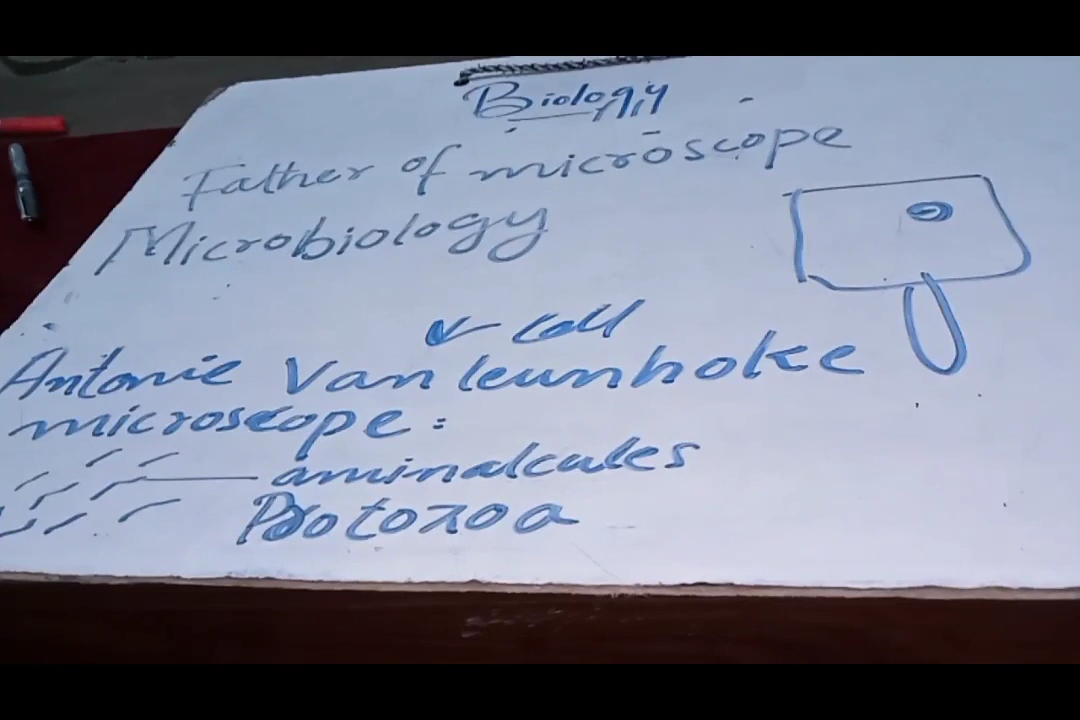 Biology
Father of microscope
Microbiology
cell
Antonie Van leunhoke
microscope:
aminalcules
Protozoa